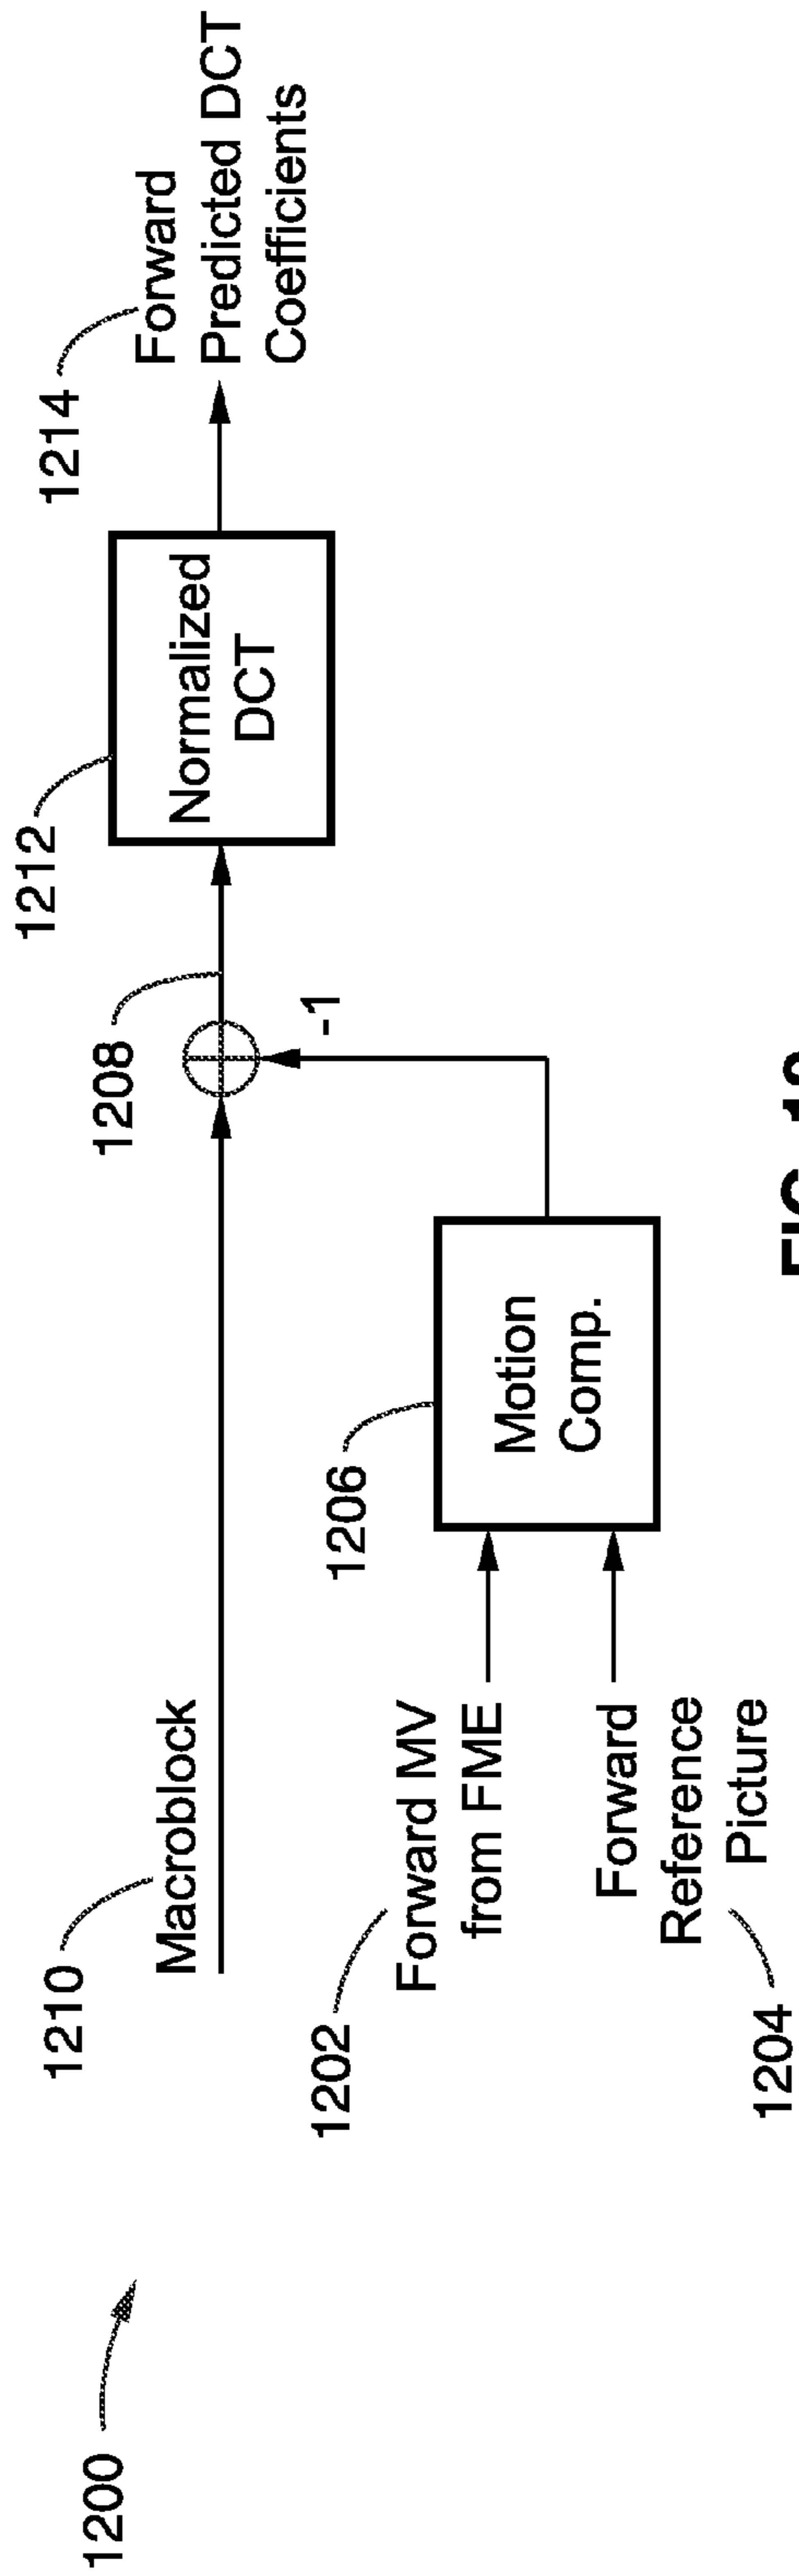 1200
1210
Macroblock
1202
Forward MV
from FME
1204
Forward
Reference
Picture
1206
Motion
Comp.
1208
-1
1212
Normalized
DCT
1214
Forward
Predicted DCT
Coefficients